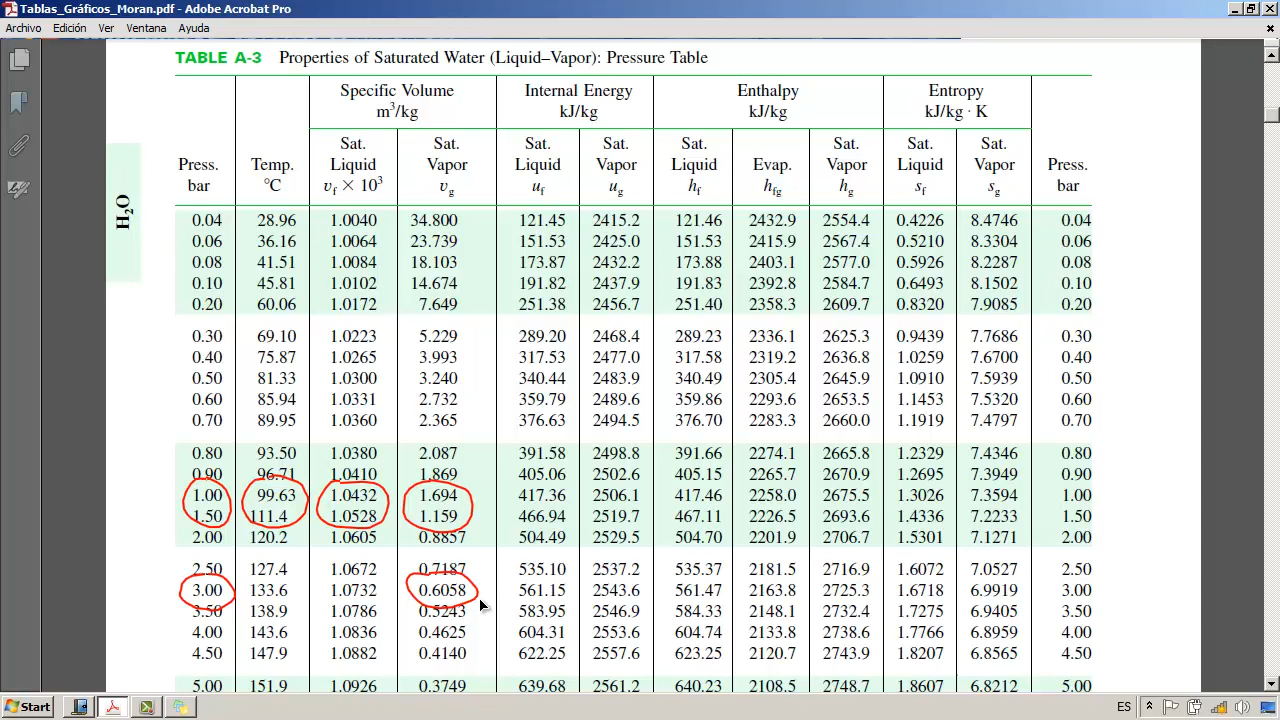 Tablas_Gráficos_Moran.pdf - Adobe Acrobat Pro
Archivo Edición Ver Ventana Ayuda
TABLE A-3 Properties of Saturated Water (Liquid–Vapor): Pressure Table
Specific Volume Internal Energy Enthalpy Entropy
m³/kg kJ/kg kJ/kg kJ/kg · K
Sat. Sat. Sat. Sat. Sat. Sat. Sat. Sat.
Press. Temp. Liquid Vapor Liquid Vapor Liquid Evap. Vapor Liquid Vapor Press.
bar °C vf × 10³ vg uf ug hf hfg hg sf sg bar
H₂O
0.04 28.96 1.0040 34.800 121.45 2415.2 121.46 2432.9 2554.4 0.4226 8.4746 0.04
0.06 36.16 1.0064 23.739 151.53 2425.0 151.53 2415.9 2567.4 0.5210 8.3304 0.06
0.08 41.51 1.0084 18.103 173.87 2432.2 173.88 2403.1 2577.0 0.5926 8.2287 0.08
0.10 45.81 1.0102 14.674 191.82 2437.9 191.83 2392.8 2584.7 0.6493 8.1502 0.10
0.20 60.06 1.0172 7.649 251.38 2456.7 251.40 2358.3 2609.7 0.8320 7.9085 0.20
0.30 69.10 1.0223 5.229 289.20 2468.4 289.23 2336.1 2625.3 0.9439 7.7686 0.30
0.40 75.87 1.0265 3.993 317.53 2477.0 317.58 2319.2 2636.8 1.0259 7.6700 0.40
0.50 81.33 1.0300 3.240 340.44 2483.9 340.49 2305.4 2645.9 1.0910 7.5939 0.50
0.60 85.94 1.0331 2.732 359.79 2489.6 359.86 2293.6 2653.5 1.1453 7.5320 0.60
0.70 89.95 1.0360 2.365 376.63 2494.5 376.70 2283.3 2660.0 1.1919 7.4797 0.70
0.80 93.50 1.0380 2.087 391.58 2498.8 391.66 2274.1 2665.8 1.2329 7.4346 0.80
0.90 96.71 1.0410 1.869 405.06 2502.6 405.15 2265.7 2670.9 1.2695 7.3949 0.90
1.00 99.63 1.0432 1.694 417.36 2506.1 417.46 2258.0 2675.5 1.3026 7.3594 1.00
1.50 111.4 1.0528 1.159 466.94 2519.7 467.11 2226.5 2693.6 1.4336 7.2233 1.50
2.00 120.2 1.0605 0.8857 504.49 2529.5 504.70 2201.9 2706.7 1.5301 7.1271 2.00
2.50 127.4 1.0672 0.7187 535.10 2537.2 535.37 2181.5 2716.9 1.6072 7.0527 2.50
3.00 133.6 1.0732 0.6058 561.15 2543.6 561.47 2163.8 2725.3 1.6718 6.9919 3.00
3.50 138.9 1.0786 0.5243 583.95 2546.9 584.33 2148.1 2732.4 1.7275 6.9405 3.50
4.00 143.6 1.0836 0.4625 604.31 2553.6 604.74 2133.8 2738.6 1.7766 6.8959 4.00
4.50 147.9 1.0882 0.4140 622.25 2557.6 623.25 2120.7 2743.9 1.8207 6.8565 4.50
5.00 151.9 1.0926 0.3749 639.68 2561.2 640.23 2108.5 2748.7 1.8607 6.8212 5.00
Start ES